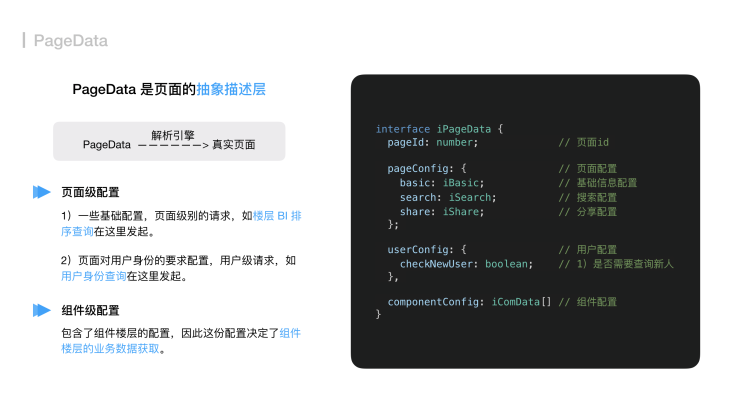 PageData
PageData 是页面的抽象描述层
解析引擎
PageData ——————> 真实页面
页面级配置
1）一些基础配置，页面级别的请求，如楼层 BI 排
序查询在这里发起。
2）页面对用户身份的要求配置，用户级请求，如
用户身份查询在这里发起。
组件级配置
包含了组件楼层的配置，因此这份配置决定了组件
楼层的业务数据获取。
interface iPageData {
pageId: number; // 页面id
pageConfig: { // 页面配置
basic: iBasic; // 基础信息配置
search: iSearch; // 搜索配置
share: iShare; // 分享配置
};
userConfig: { // 用户配置
checkNewUser: boolean; // 1）是否需要查询新人
},
componentConfig: iComData[] // 组件配置
}